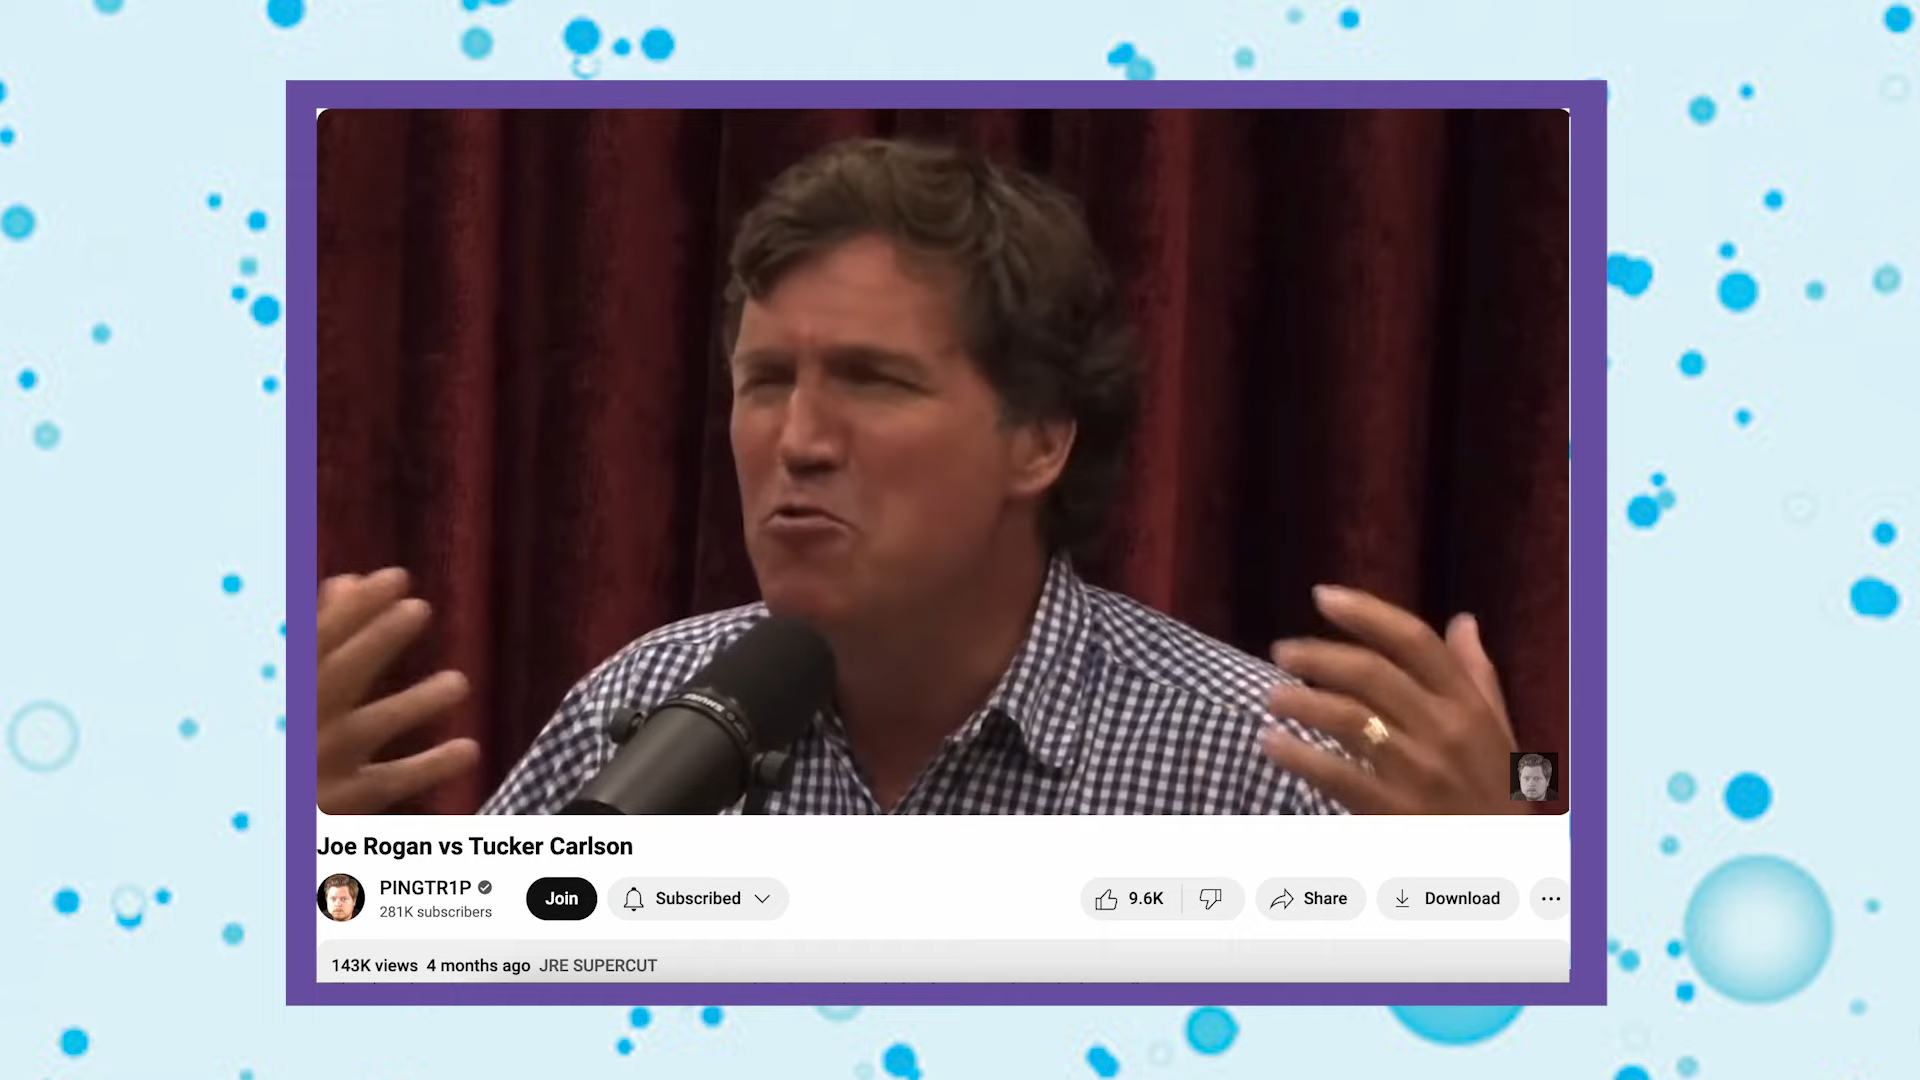 SHURE
Joe Rogan vs Tucker Carlson
PINGTR1P
281K subscribers
Join
Subscribed
9.6K
Share
Download
143K views 4 months ago JRE SUPERCUT